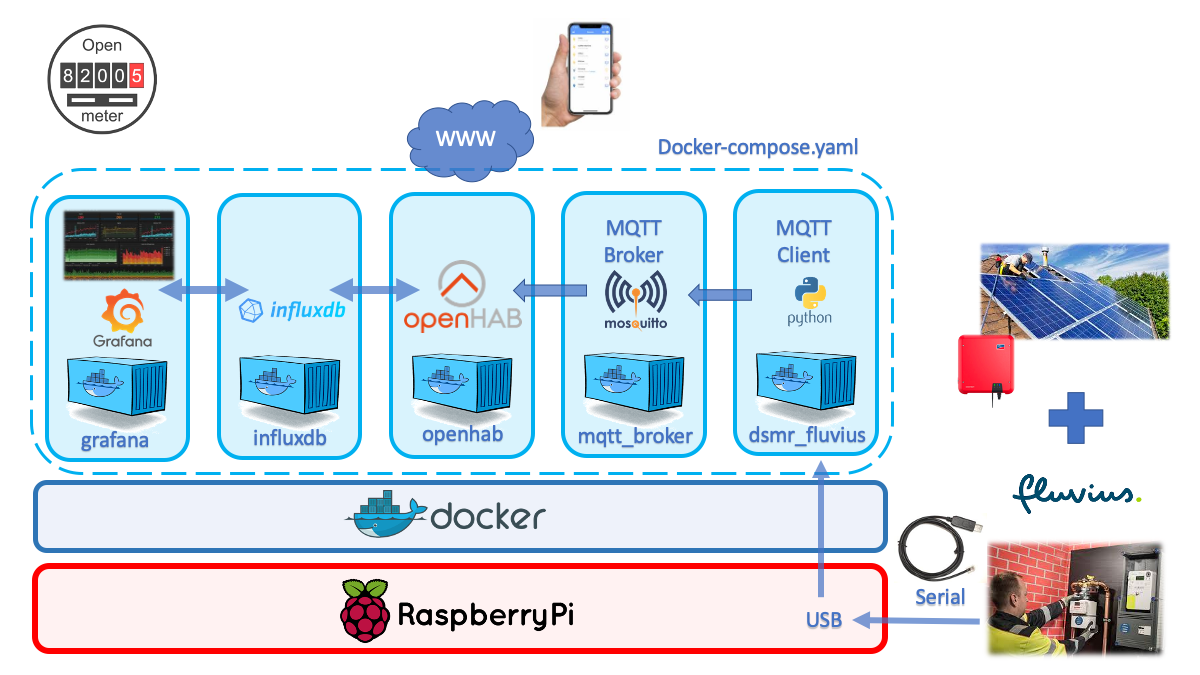 Open
82005
meter
WWW
Docker-compose.yaml
MQTT
Broker
MQTT
Client
Grafana
influxdb
openHAB
mosquitto
python
grafana
influxdb
openhab
mqtt_broker
dsmr_fluvius
docker
fluvius.
RaspberryPi
USB
Serial